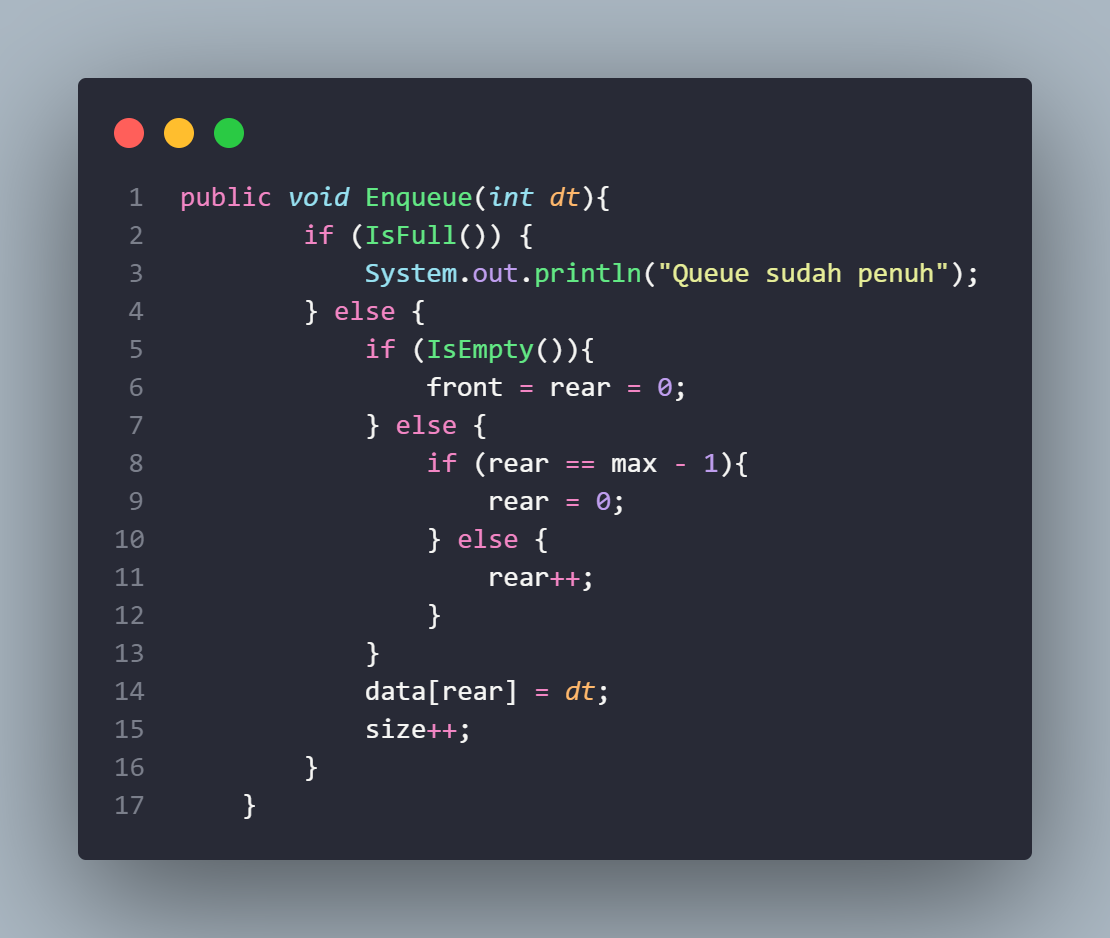 1 public void Enqueue(int dt){
2         if (IsFull()) {
3             System.out.println("Queue sudah penuh");
4         } else {
5             if (IsEmpty()){
6                 front = rear = 0;
7             } else {
8                 if (rear == max - 1){
9                     rear = 0;
10                 } else {
11                     rear++;
12                 }
13             }
14             data[rear] = dt;
15             size++;
16         }
17     }